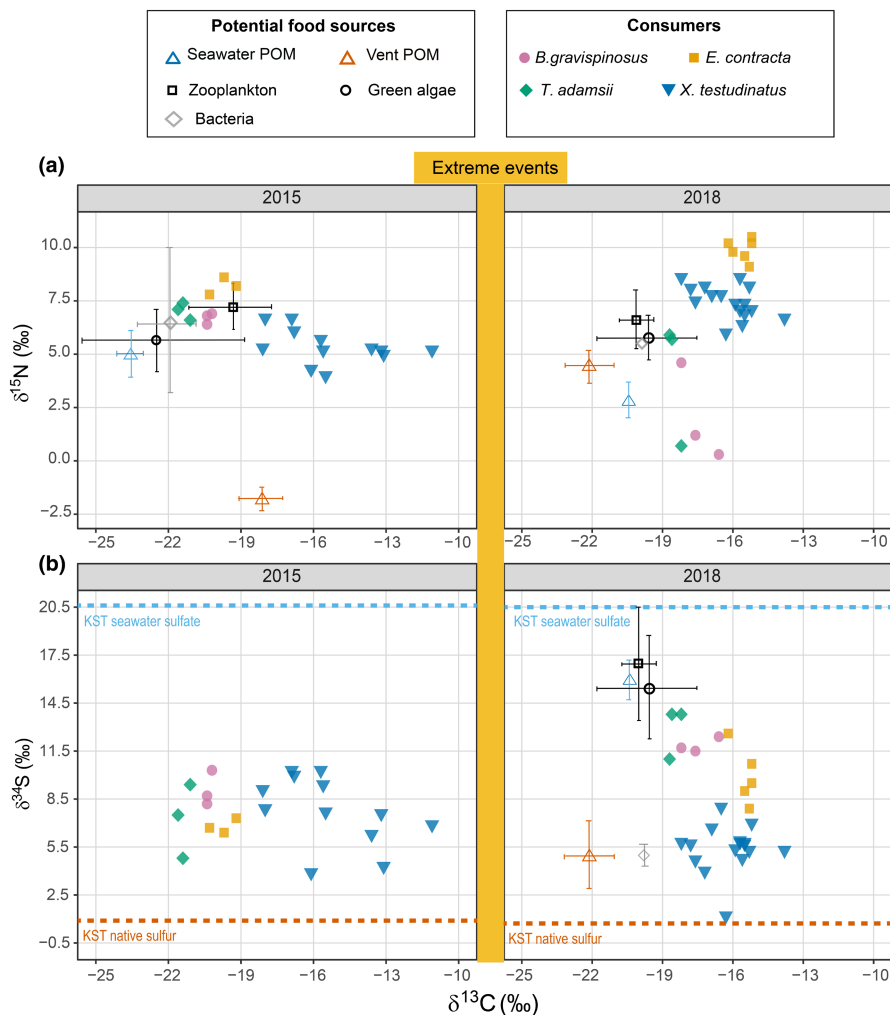 Potential food sources
Seawater POM
Vent POM
Zooplankton
Green algae
Bacteria
Consumers
B.gravispinosus
E. contracta
T. adamsii
X. testudinatus
(a)
Extreme events
2015
2018
10.0
7.5
5.0
2.5
0.0
−2.5
δ15N (‰)
−25 −22 −19 −16 −13 −10
−25 −22 −19 −16 −13 −10
(b)
2015
2018
20.5
17.5
14.5
11.5
8.5
5.5
2.5
−0.5
δ34S (‰)
KST seawater sulfate
KST seawater sulfate
KST native sulfur
KST native sulfur
−25 −22 −19 −16 −13 −10
−25 −22 −19 −16 −13 −10
δ13C (‰)